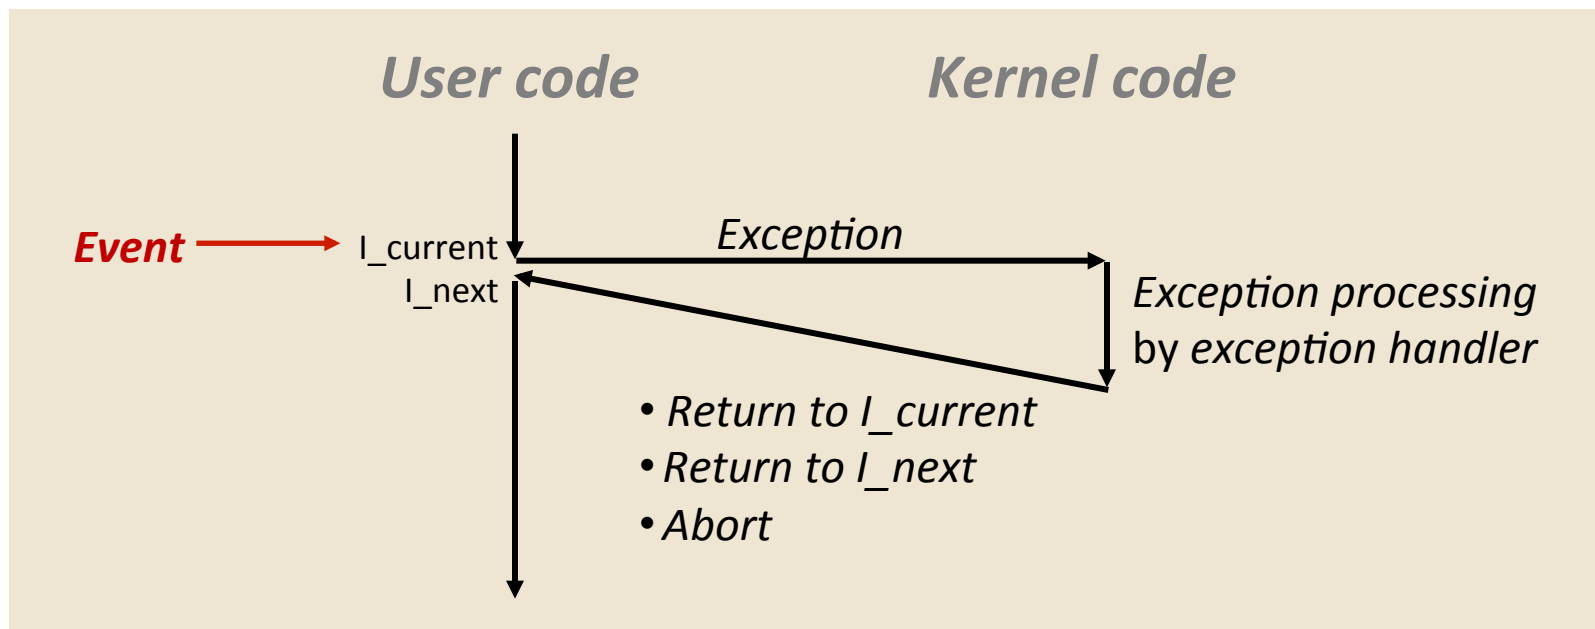 User code
Kernel code
Event
I_current
Exception
I_next
Exception processing
by exception handler
• Return to I_current
• Return to I_next
• Abort